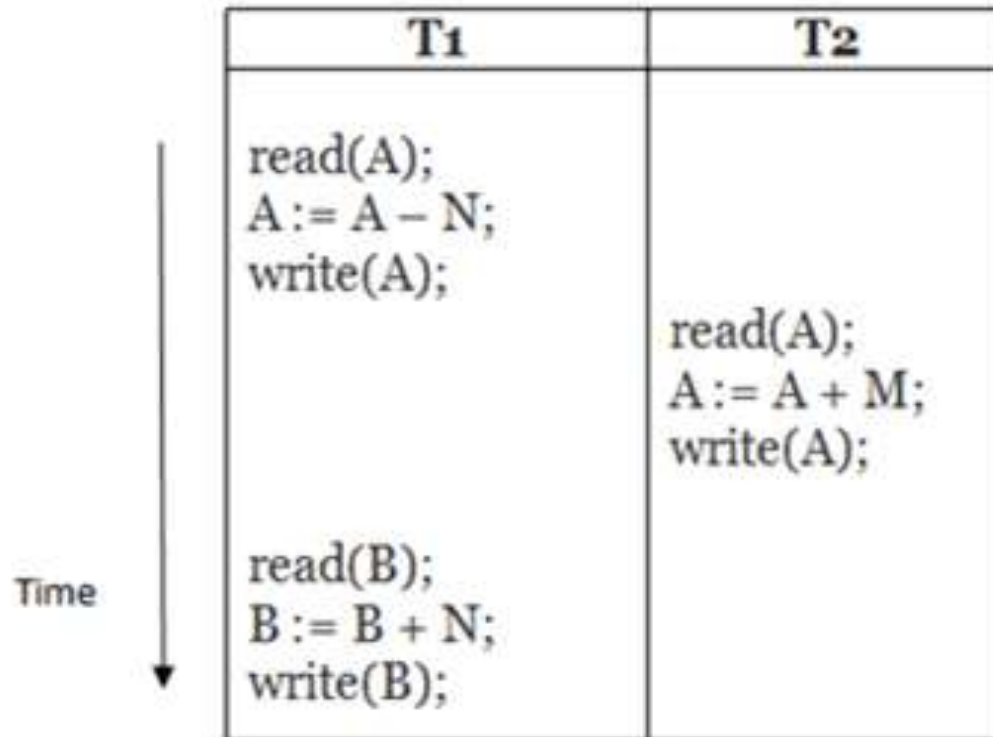 T1 T2
read(A);
A := A – N;
write(A);
read(A);
A := A + M;
write(A);
Time
read(B);
B := B + N;
write(B);